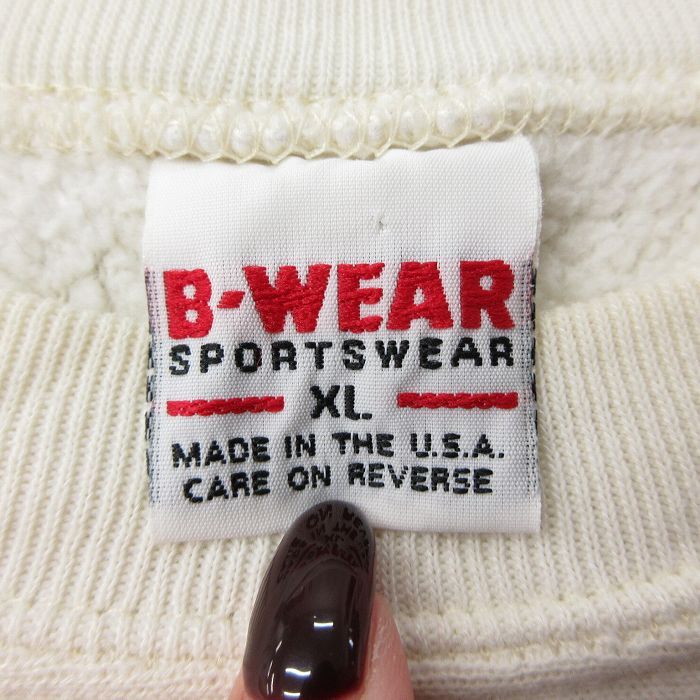 B-WEAR
SPORTSWEAR
XL
MADE IN THE U.S.A.
CARE ON REVERSE